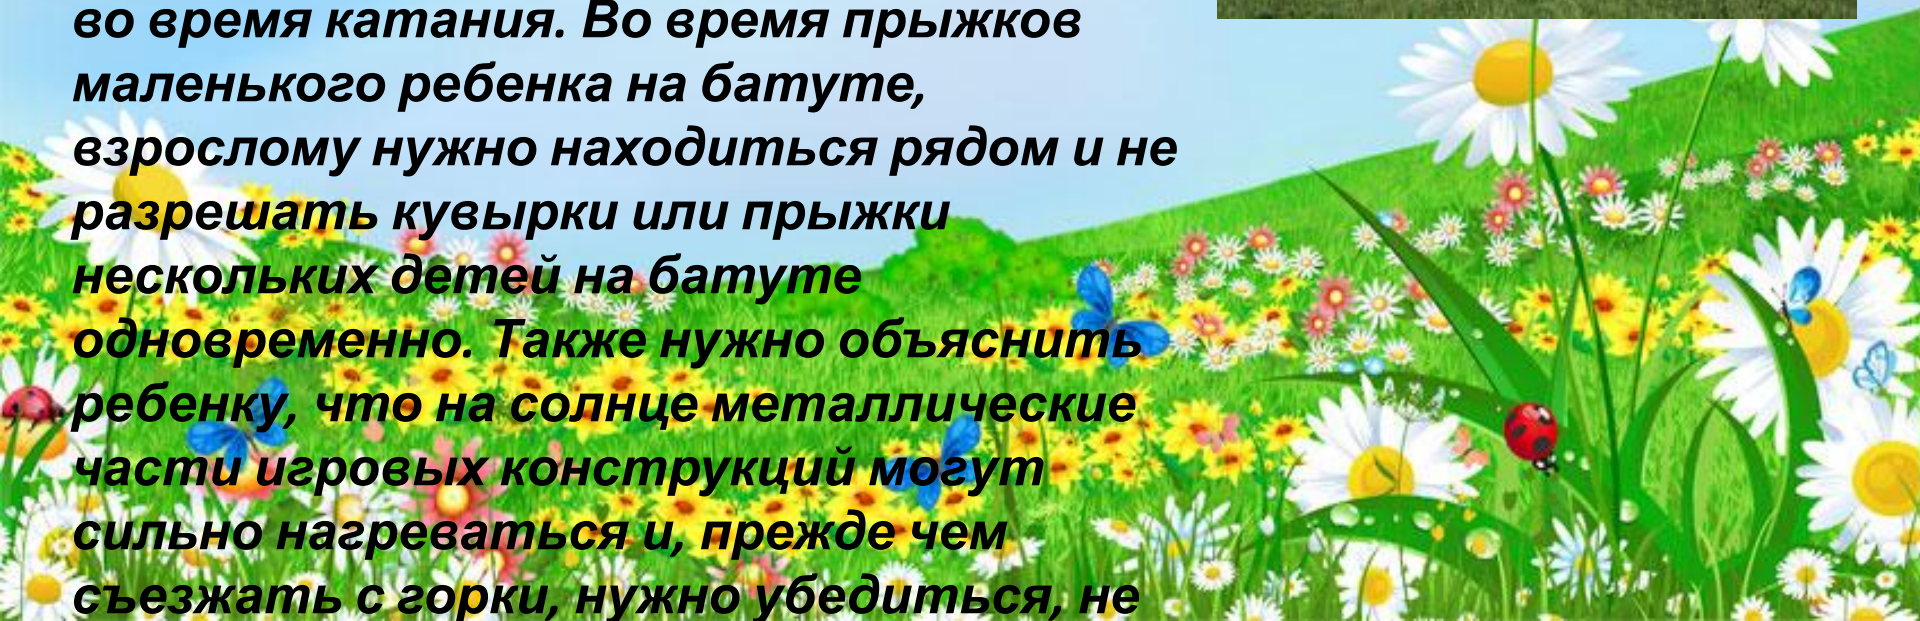 во время катания. Во время прыжков
маленького ребенка на батуте,
взрослому нужно находиться рядом и не
разрешать кувырки или прыжки
нескольких детей на батуте
одновременно. Также нужно объяснить
ребенку, что на солнце металлические
части игровых конструкций могут
сильно нагреваться и, прежде чем
съезжать с горки, нужно убедиться, не